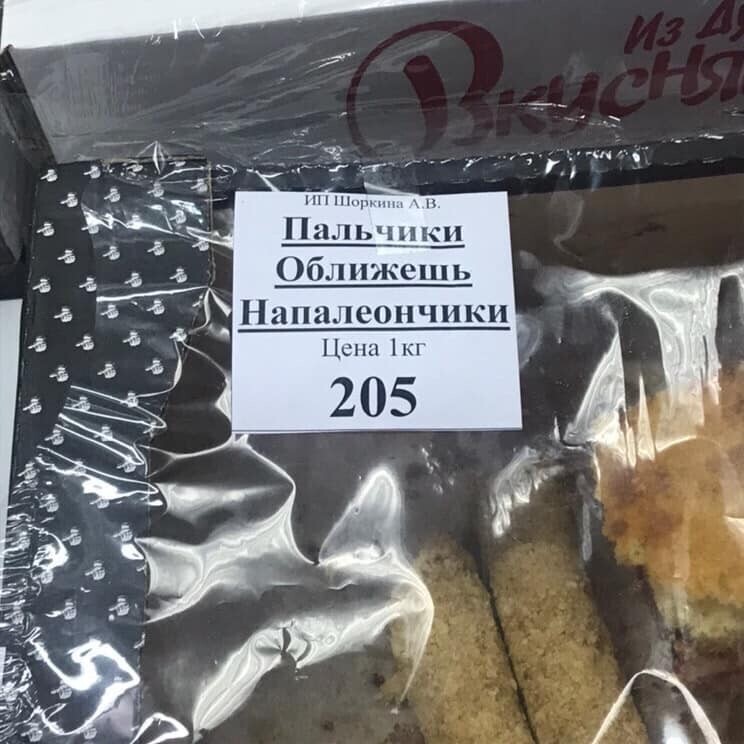 Из
Вкусня
ИП Шоркина А.В.
Пальчики
Оближешь
Напалеончики
Цена 1кг
205